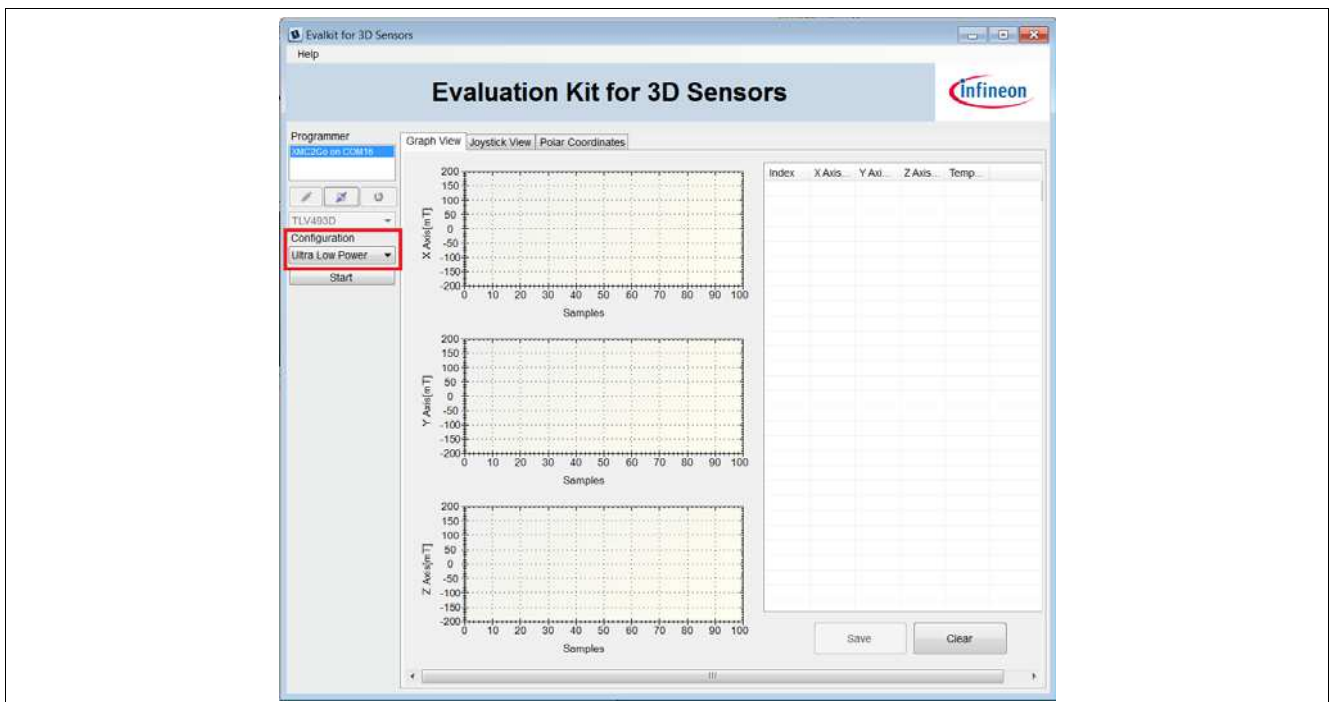 Evalkit for 3D Sensors
Help
Evaluation Kit for 3D Sensors
infineon
Programmer
XMC2Go on COM16
TLV493D
Configuration
Ultra Low Power
Start
Graph View Joystick View Polar Coordinates
200
150
100
50
0
-50
-100
-150
-200
X Axis[mT]
0 10 20 30 40 50 60 70 80 90 100
Samples
200
150
100
50
0
-50
-100
-150
-200
Y Axis[mT]
0 10 20 30 40 50 60 70 80 90 100
Samples
200
150
100
50
0
-50
-100
-150
-200
Z Axis[mT]
0 10 20 30 40 50 60 70 80 90 100
Samples
Index X Axis... Y Axi... Z Axis... Temp...
Save Clear